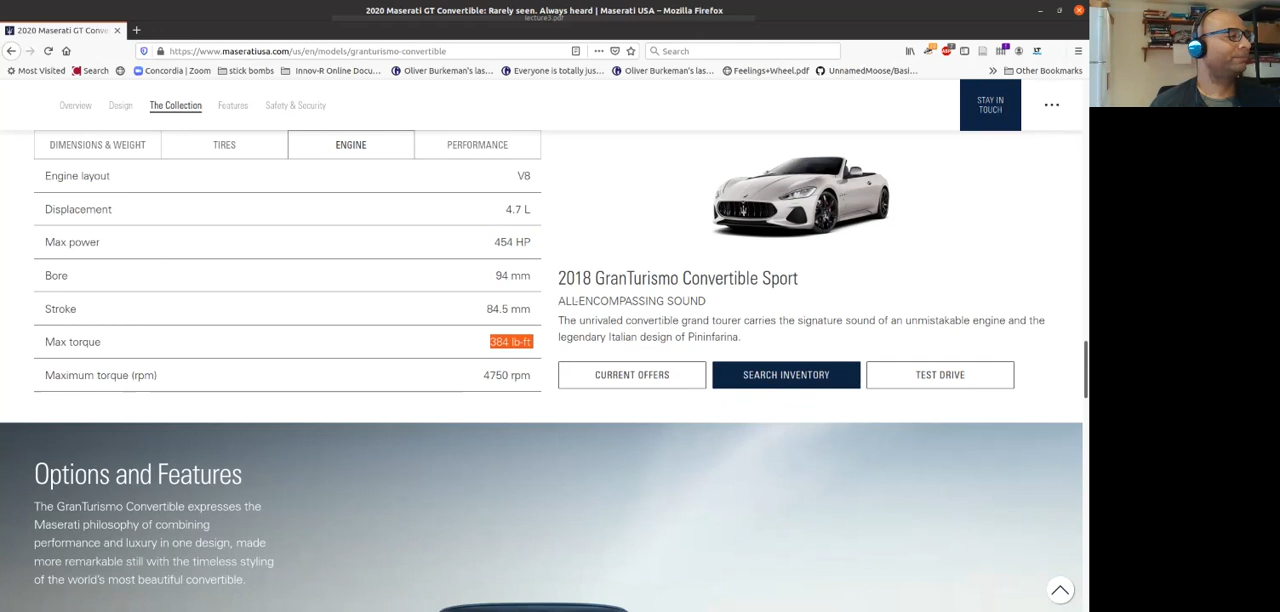 2020 Maserati GT Convertible: Rarely seen. Always heard | Maserati USA – Mozilla Firefox
lecture3.pdf
2020 Maserati GT Conve
https://www.maseratiusa.com/us/en/models/granturismo-convertible
Search
Most Visited
Search
Concordia | Zoom
stick bombs
Innov-R Online Docu...
Oliver Burkeman's las...
Everyone is totally jus...
Oliver Burkeman's las...
Feelings+Wheel.pdf
UnnamedMoose/Basi...
Other Bookmarks
Overview
Design
The Collection
Features
Safety & Security
STAY IN
TOUCH
DIMENSIONS & WEIGHT
TIRES
ENGINE
PERFORMANCE
Engine layout V8
Displacement 4.7 L
Max power 454 HP
Bore 94 mm
Stroke 84.5 mm
Max torque 384 lb-ft
Maximum torque (rpm) 4750 rpm
2018 GranTurismo Convertible Sport
ALL-ENCOMPASSING SOUND
The unrivaled convertible grand tourer carries the signature sound of an unmistakable engine and the
legendary Italian design of Pininfarina.
CURRENT OFFERS
SEARCH INVENTORY
TEST DRIVE
Options and Features
The GranTurismo Convertible expresses the
Maserati philosophy of combining
performance and luxury in one design, made
more remarkable still with the timeless styling
of the world's most beautiful convertible.